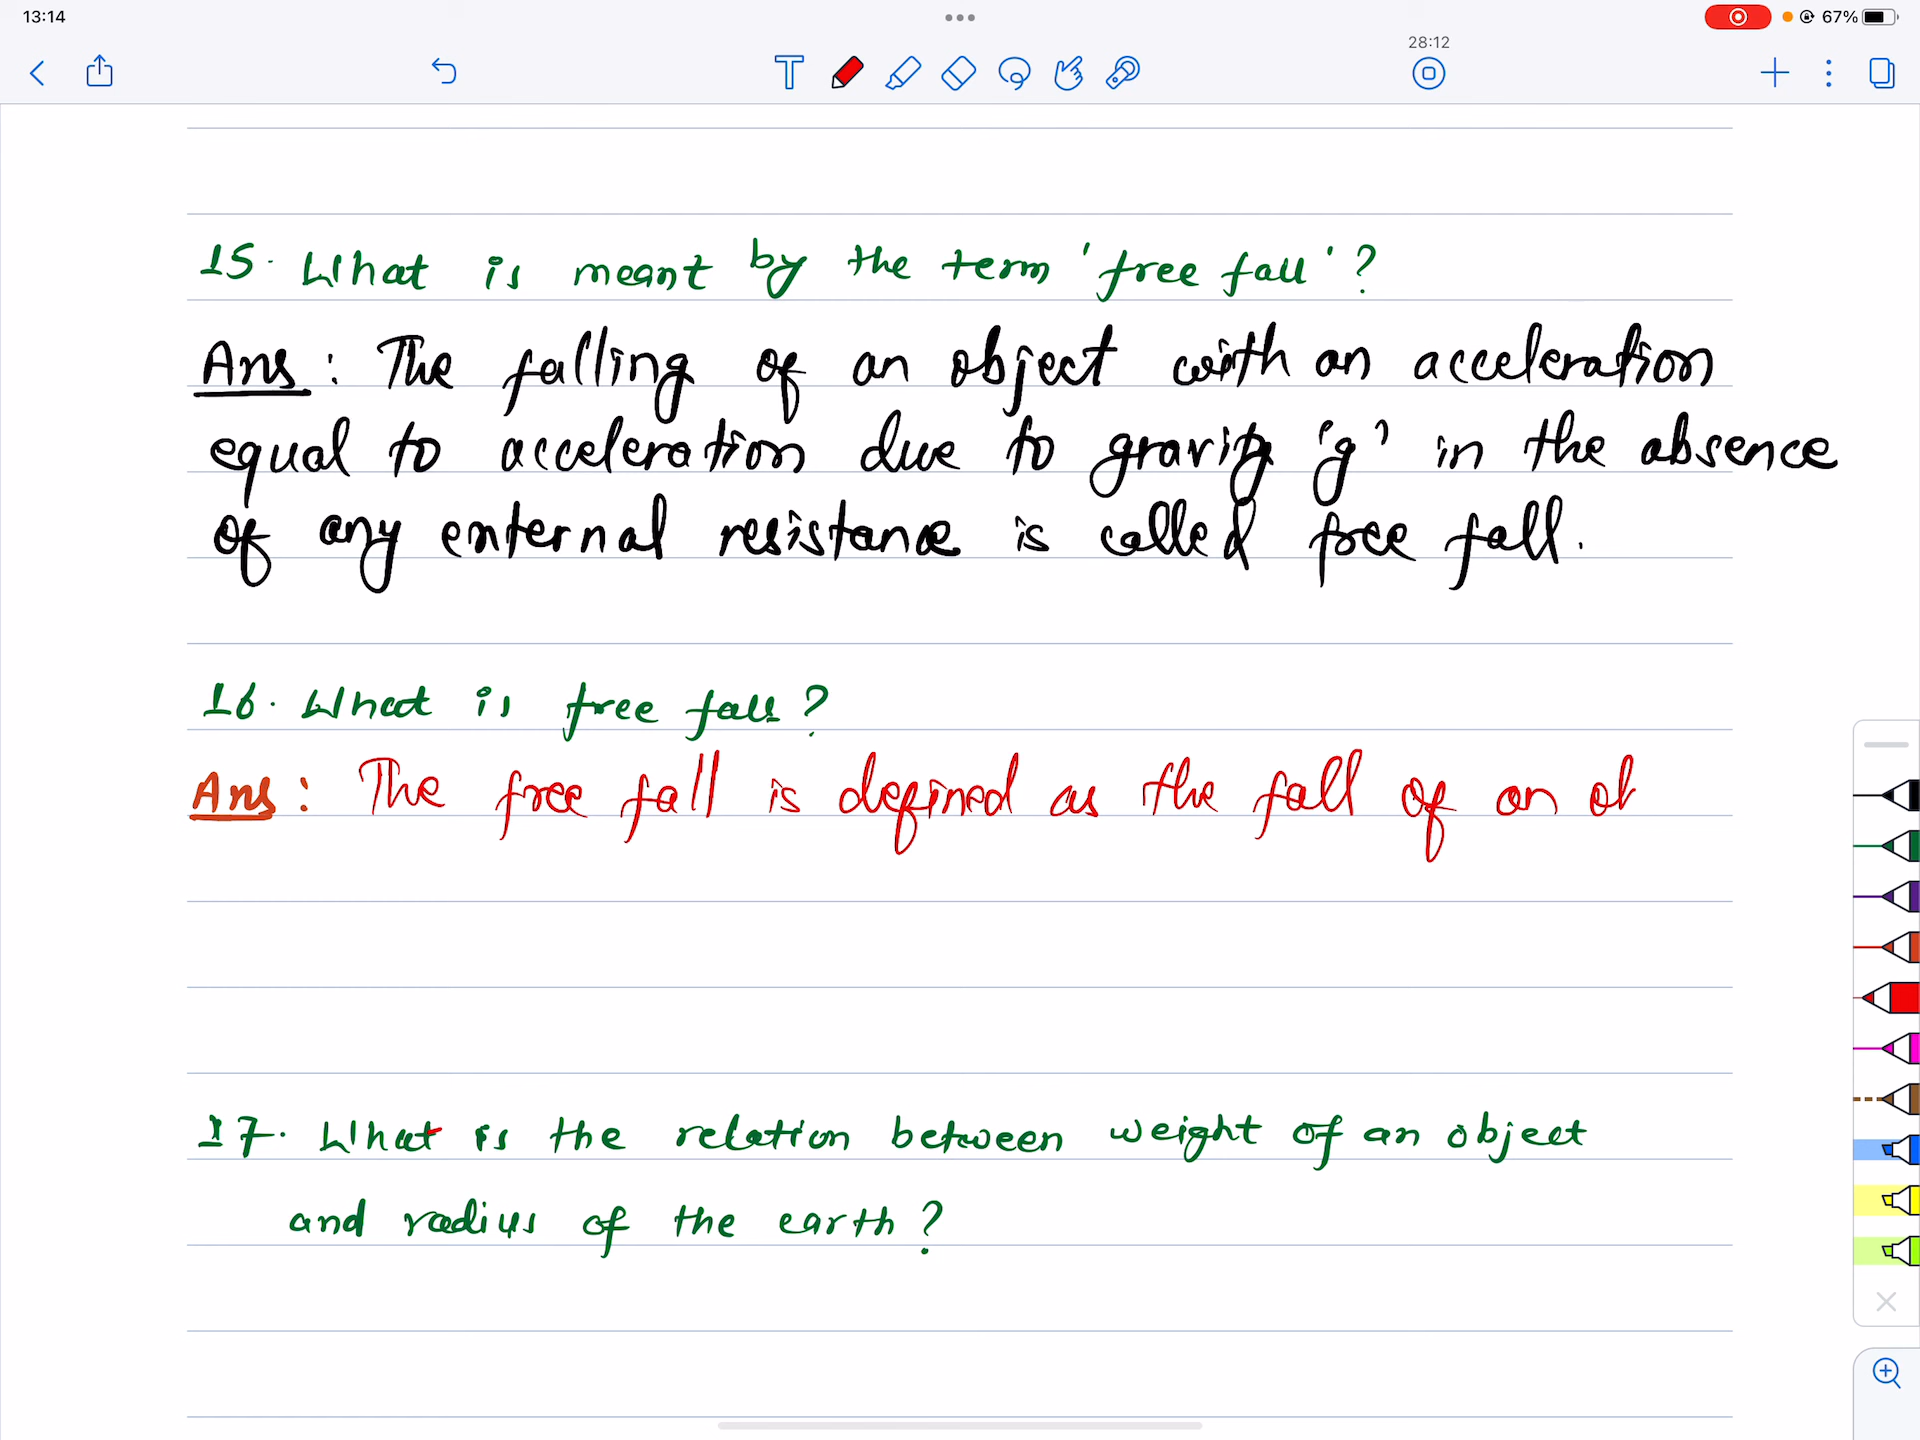 13:14
67%
28:12
15. What is meant by the term 'free fall'?
Ans : The falling of an object with an acceleration
equal to acceleration due to gravity 'g' in the absence
of any external resistance is called free fall.
16. What is free fall?
Ans : The free fall is defined as the fall of an ob
17. What is the relation between weight of an object
and radius of the earth?